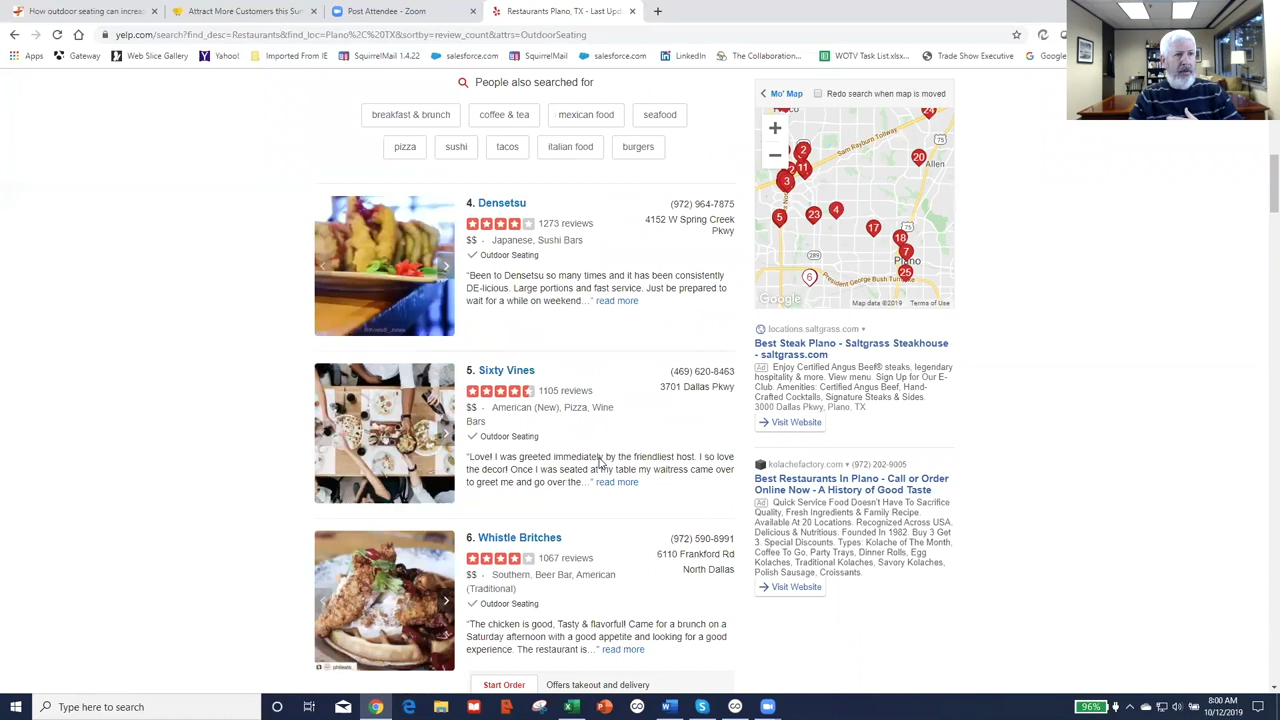 How outdoor seating can increa
Attract More Customers this Su
Post Attendee - Zoom
Restaurants Plano, TX - Last Upd
yelp.com/search?find_desc=Restaurants&find_loc=Plano%2C%20TX&sortby=review_count&attrs=OutdoorSeating
Apps Gateway Web Slice Gallery Yahoo! Imported From IE SquirrelMail 1.4.22 salesforce.com SquirrelMail salesforce.com LinkedIn The Collaboration... WOTV Task List.xlsx... Trade Show Executive Google
People also searched for
breakfast & brunch coffee & tea mexican food seafood
pizza sushi tacos italian food burgers
4. Densetsu
(972) 964-7875
4152 W Spring Creek
Pkwy
1273 reviews
$$ · Japanese, Sushi Bars
Outdoor Seating
“Been to Densetsu so many times and it has been consistently
DE-licious. Large portions and fast service. Just be prepared to
wait for a while on weekend…” read more
5. Sixty Vines
(469) 620-8463
3701 Dallas Pkwy
1105 reviews
$$ · American (New), Pizza, Wine
Bars
Outdoor Seating
“Love! I was greeted immediately by the friendliest host. I so love
the decor! Once I was seated at my table my waitress came over
to greet me and go over the…” read more
6. Whistle Britches
(972) 590-8991
6110 Frankford Rd
North Dallas
1067 reviews
$$ · Southern, Beer Bar, American
(Traditional)
Outdoor Seating
“The chicken is good, Tasty & flavorful! Came for a brunch on a
Saturday afternoon with a good appetite and looking for a good
experience. The restaurant is…” read more
Start Order Offers takeout and delivery
Mo' Map Redo search when map is moved
24
Sam Rayburn Tollway
75
2
20
Allen
11
3
5
23
4
17
75
18
7
Plano
289
25
6
President George Bush Turnpike
Google
Map data ©2019 Terms of Use
locations.saltgrass.com
Best Steak Plano - Saltgrass Steakhouse
- saltgrass.com
Ad Enjoy Certified Angus Beef® steaks, legendary
hospitality & more. View menu. Sign Up for Our E-
Club. Amenities: Certified Angus Beef, Hand-
Crafted Cocktails, Signature Steaks & Sides.
3000 Dallas Pkwy, Plano, TX
Visit Website
kolachefactory.com (972) 202-9005
Best Restaurants In Plano - Call or Order
Online Now - A History of Good Taste
Ad Quick Service Food Doesn't Have To Sacrifice
Quality, Fresh Ingredients & Family Recipe.
Available At 20 Locations. Recognized Across USA.
Delicious & Nutritious. Founded In 1982. Buy 3 Get
3. Special Discounts. Types: Kolache of The Month,
Coffee To Go, Party Trays, Dinner Rolls, Egg
Kolaches, Traditional Kolaches, Savory Kolaches,
Polish Sausage, Croissants.
Visit Website
Type here to search
96%
8:00 AM
10/12/2019